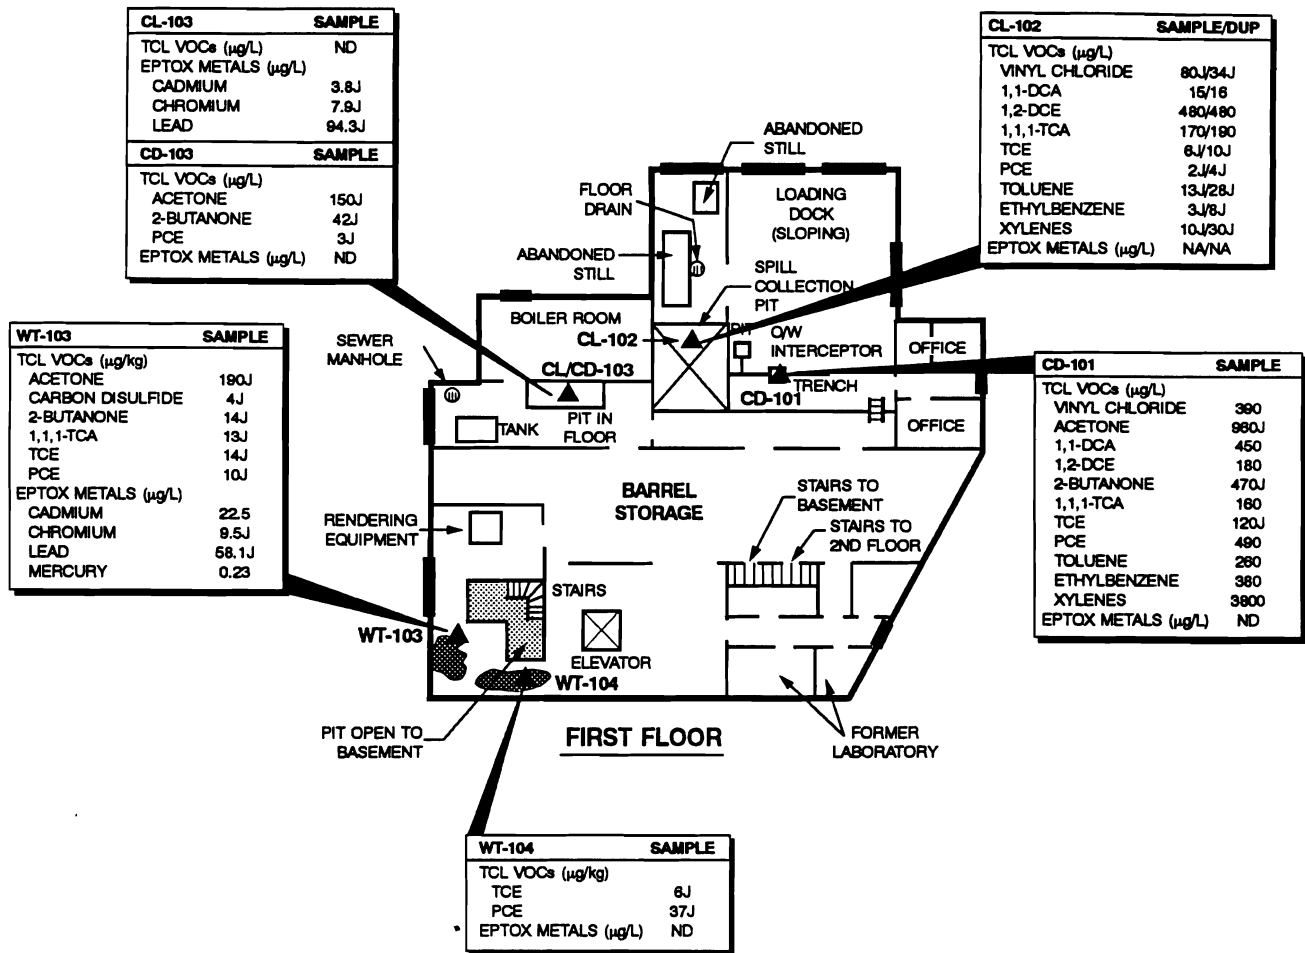 CL-103 SAMPLE
TCL VOCs (µg/L) ND
EPTOX METALS (µg/L)
CADMIUM 3.8J
CHROMIUM 7.9J
LEAD 94.3J
CD-103 SAMPLE
TCL VOCs (µg/L)
ACETONE 150J
2-BUTANONE 42J
PCE 3J
EPTOX METALS (µg/L) ND
CL-102 SAMPLE/DUP
TCL VOCs (µg/L)
VINYL CHLORIDE 80J/34J
1,1-DCA 15/16
1,2-DCE 480/480
1,1,1-TCA 170/190
TCE 6J/10J
PCE 2J/4J
TOLUENE 13J/28J
ETHYLBENZENE 3J/8J
XYLENES 10J/30J
EPTOX METALS (µg/L) NA/NA
WT-103 SAMPLE
TCL VOCs (µg/kg)
ACETONE 190J
CARBON DISULFIDE 4J
2-BUTANONE 14J
1,1,1-TCA 13J
TCE 14J
PCE 10J
EPTOX METALS (µg/L)
CADMIUM 22.5
CHROMIUM 9.5J
LEAD 58.1J
MERCURY 0.23
CD-101 SAMPLE
TCL VOCs (µg/L)
VINYL CHLORIDE 390
ACETONE 980J
1,1-DCA 450
1,2-DCE 180
2-BUTANONE 470J
1,1,1-TCA 160
TCE 120J
PCE 490
TOLUENE 260
ETHYLBENZENE 380
XYLENES 3800
EPTOX METALS (µg/L) ND
ABANDONED
STILL
FLOOR
DRAIN
LOADING
DOCK
(SLOPING)
ABANDONED
STILL
SPILL
COLLECTION
PIT
BOILER ROOM
SEWER
MANHOLE
CL-102
PIT
O/W
INTERCEPTOR
OFFICE
CL/CD-103
TRENCH
CD-101
TANK
PIT IN
FLOOR
OFFICE
BARREL
STORAGE
STAIRS TO
BASEMENT
STAIRS TO
2ND FLOOR
RENDERING
EQUIPMENT
STAIRS
WT-103
ELEVATOR
WT-104
PIT OPEN TO
BASEMENT
FIRST FLOOR
FORMER
LABORATORY
WT-104 SAMPLE
TCL VOCs (µg/kg)
TCE 6J
PCE 37J
EPTOX METALS (µg/L) ND